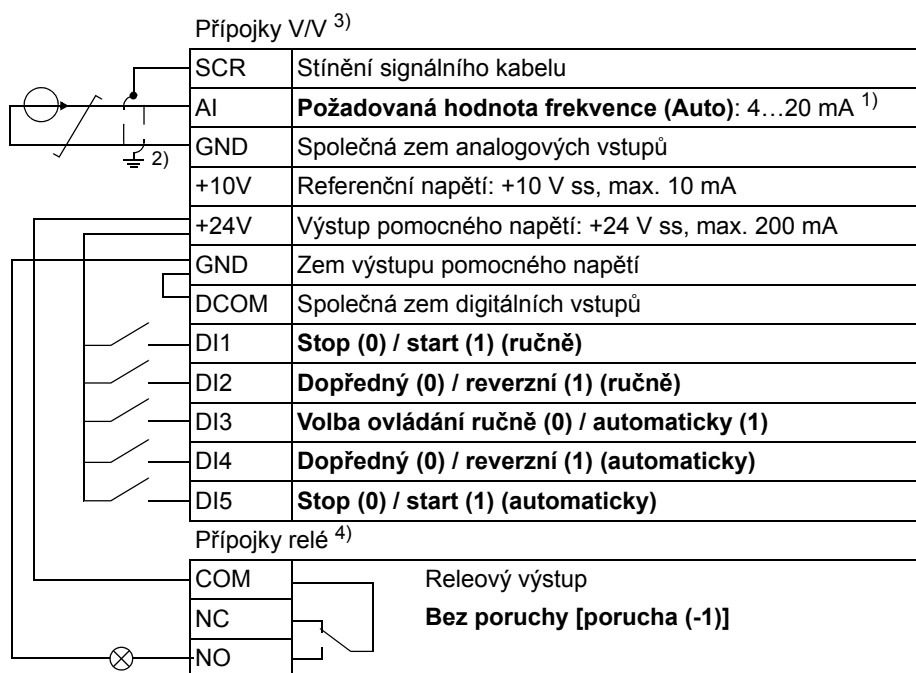 Přípojky V/V 3)
SCR Stínění signálního kabelu
AI Požadovaná hodnota frekvence (Auto): 4…20 mA 1)
GND Společná zem analogových vstupů
2)
+10V Referenční napětí: +10 V ss, max. 10 mA
+24V Výstup pomocného napětí: +24 V ss, max. 200 mA
GND Zem výstupu pomocného napětí
DCOM Společná zem digitálních vstupů
DI1 Stop (0) / start (1) (ručně)
DI2 Dopředný (0) / reverzní (1) (ručně)
DI3 Volba ovládání ručně (0) / automaticky (1)
DI4 Dopředný (0) / reverzní (1) (automaticky)
DI5 Stop (0) / start (1) (automaticky)
Přípojky relé 4)
COM Releový výstup
NC Bez poruchy [porucha (-1)]
NO